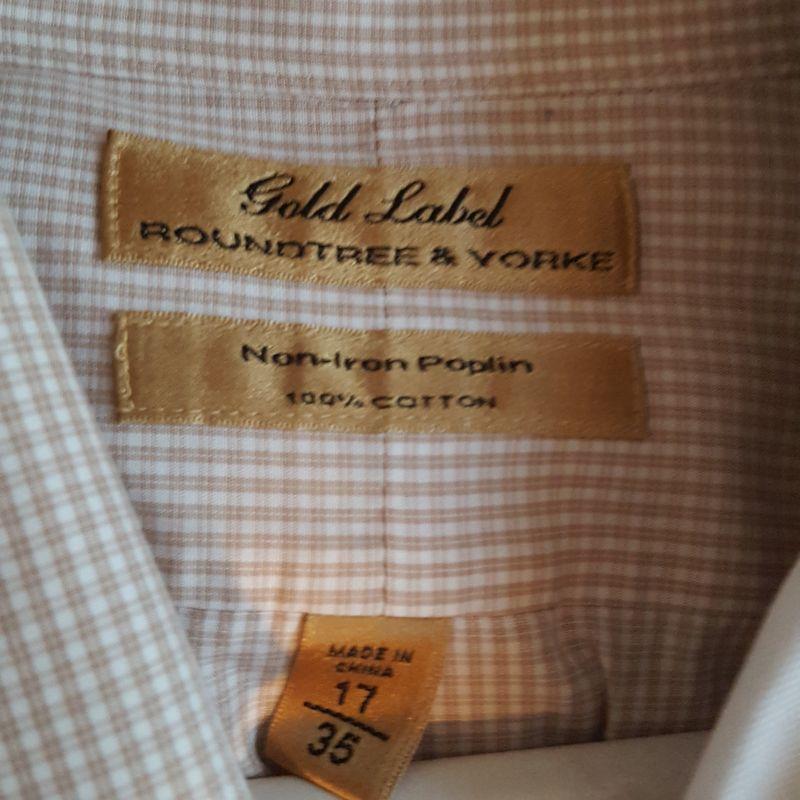 Gold Label
ROUNDTREE & YORKE
Non-Iron Poplin
100% COTTON
MADE IN
CHINA
17
35